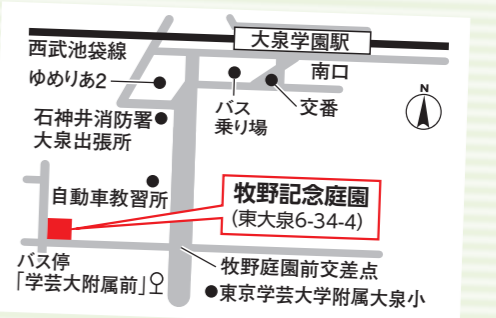 大泉学園駅
西武池袋線
南口
ゆめりあ2
バス
乗り場
交番
N
石神井消防署
大泉出張所
自動車教習所
牧野記念庭園
(東大泉6-34-4)
バス停
「学芸大附属前」
牧野庭園前交差点
東京学芸大学附属大泉小